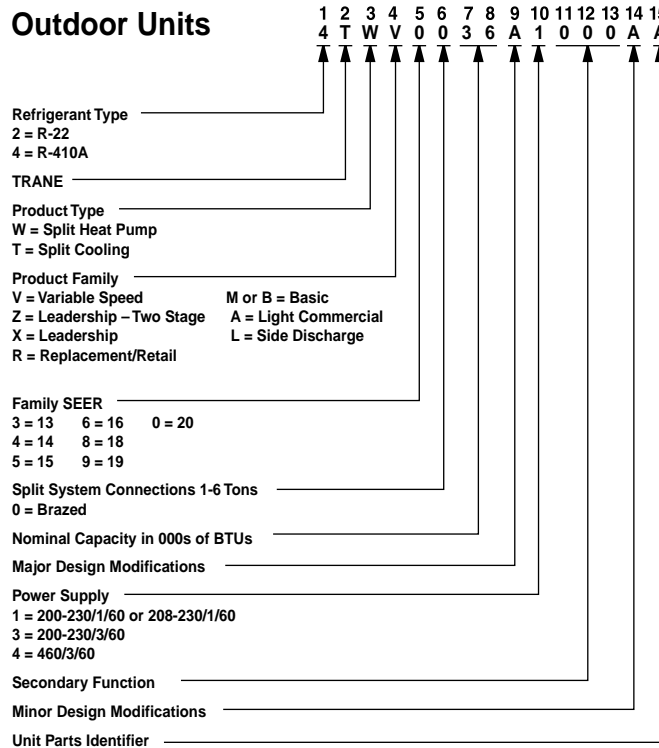 Outdoor Units
1 2 3 4 5 6 7 8 9 10 11 12 13 14 15
4 T W V 0 0 3 6 A 1 0 0 0 A A
Refrigerant Type
2 = R-22
4 = R-410A
TRANE
Product Type
W = Split Heat Pump
T = Split Cooling
Product Family
V = Variable Speed M or B = Basic
Z = Leadership – Two Stage A = Light Commercial
X = Leadership L = Side Discharge
R = Replacement/Retail
Family SEER
3 = 13 6 = 16 0 = 20
4 = 14 8 = 18
5 = 15 9 = 19
Split System Connections 1-6 Tons
0 = Brazed
Nominal Capacity in 000s of BTUs
Major Design Modifications
Power Supply
1 = 200-230/1/60 or 208-230/1/60
3 = 200-230/3/60
4 = 460/3/60
Secondary Function
Minor Design Modifications
Unit Parts Identifier